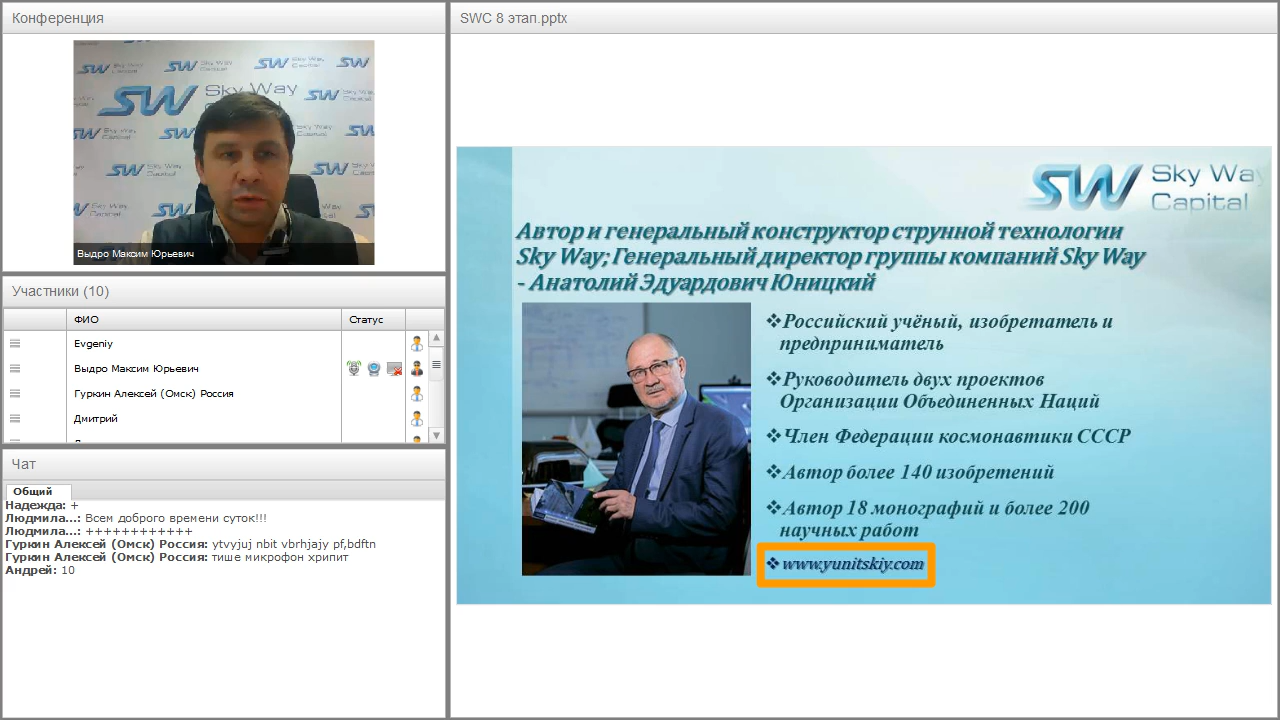 Конференция
SW Sky Way Capital
Выдро Максим Юрьевич
Участники (10)
ФИО Статус
Evgeniy
Выдро Максим Юрьевич
Гуркин Алексей (Омск) Россия
Дмитрий
Чат
Общий
Надежда: +
Людмила...: Всем доброго времени суток!!!
Людмила...: ++++++++++++
Гуркин Алексей (Омск) Россия: ytvyjuj nbit vbrhjajy pf,bdftn
Гуркин Алексей (Омск) Россия: тише микрофон хрипит
Андрей: 10
SWC 8 этап.pptx
SW Sky Way
Capital
Автор и генеральный конструктор струнной технологии
Sky Way; Генеральный директор группы компаний Sky Way
- Анатолий Эдуардович Юницкий
❖Российский учёный, изобретатель и
предприниматель
❖Руководитель двух проектов
Организации Объединенных Наций
❖Член Федерации космонавтики СССР
❖Автор более 140 изобретений
❖Автор 18 монографий и более 200
научных работ
❖www.yunitskiy.com